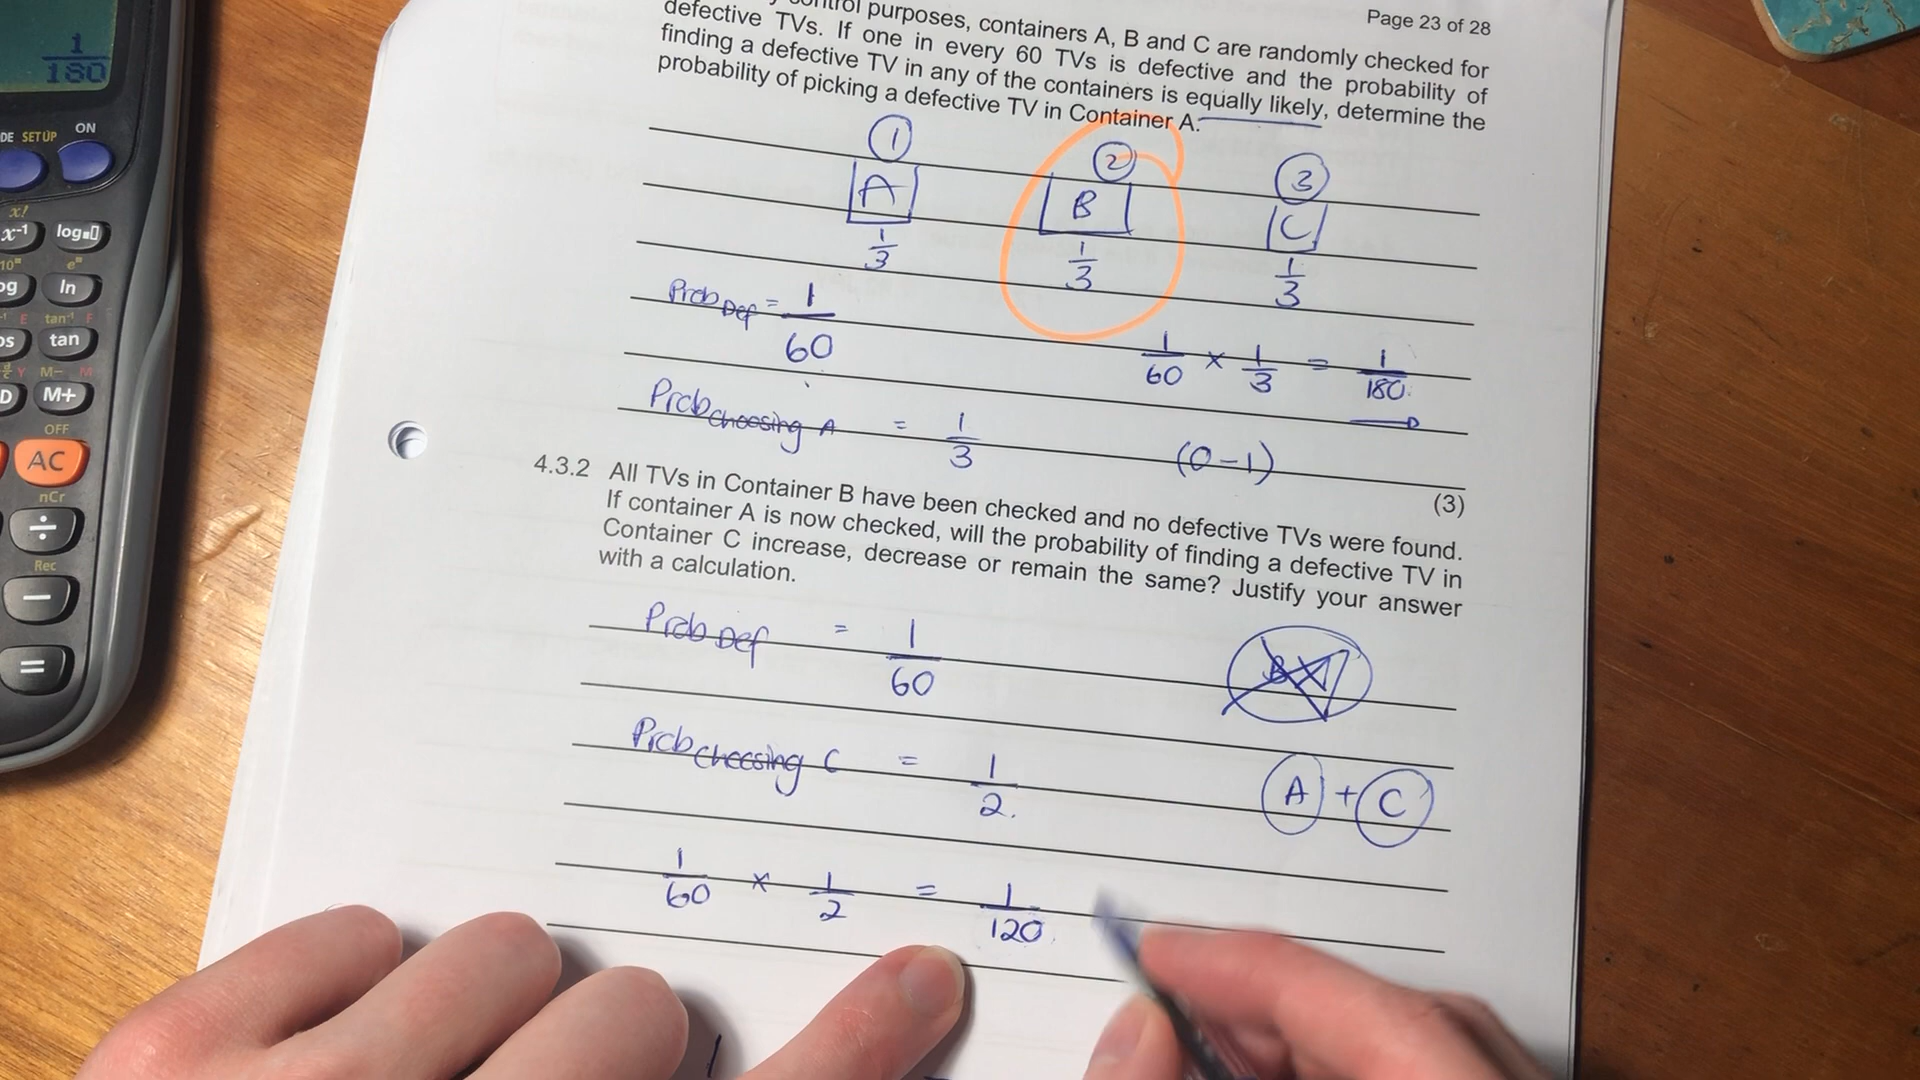 Page 23 of 28
control purposes, containers A, B and C are randomly checked for
defective TVs. If one in every 60 TVs is defective and the probability of
finding a defective TV in any of the containers is equally likely, determine the
probability of picking a defective TV in Container A.
1 2 3
A B C
1/3 1/3 1/3
Prob Def = 1/60
1/60 × 1/3 = 1/180
Prob choosing A = 1/3
(0-1)
(3)
4.3.2 All TVs in Container B have been checked and no defective TVs were found.
If container A is now checked, will the probability of finding a defective TV in
Container C increase, decrease or remain the same? Justify your answer
with a calculation.
Prob Def = 1/60
Prob choosing C = 1/2
A + C
1/60 × 1/2 = 1/120
1/180
SETUP
ON
x!
x-1
log
10■
e■
ln
tan-1 F
tan
M- M
M+
OFF
AC
nCr
÷
Rec
−
=